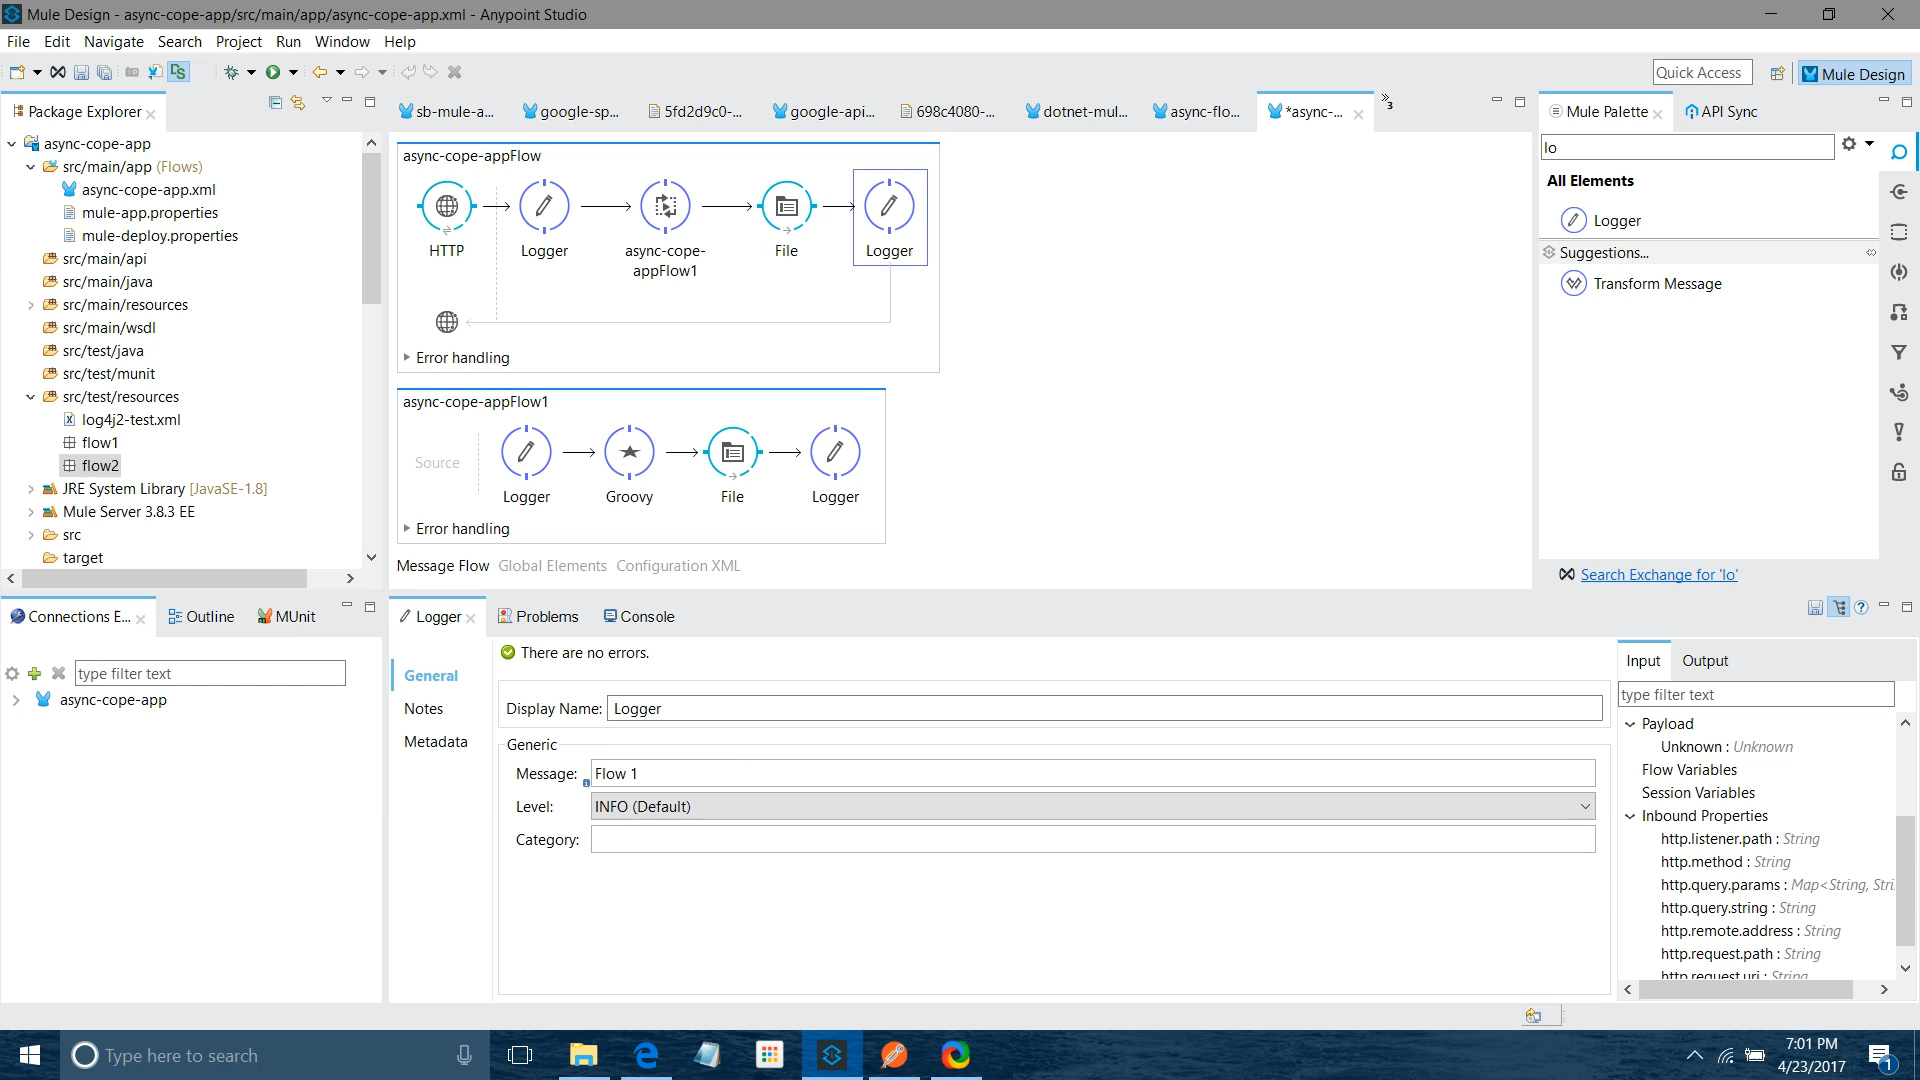 Mule Design - async-cope-app/src/main/app/async-cope-app.xml - Anypoint Studio
File Edit Navigate Search Project Run Window Help
Quick Access
Mule Design
Package Explorer
sb-mule-a...
google-sp...
5fd2d9c0-...
google-api...
698c4080-...
dotnet-mul...
async-flo...
*async-...
»3
Mule Palette
API Sync
async-cope-app
src/main/app (Flows)
async-cope-app.xml
mule-app.properties
mule-deploy.properties
src/main/api
src/main/java
src/main/resources
src/main/wsdl
src/test/java
src/test/munit
src/test/resources
log4j2-test.xml
flow1
flow2
JRE System Library [JavaSE-1.8]
Mule Server 3.8.3 EE
src
target
async-cope-appFlow
HTTP
Logger
async-cope-
appFlow1
File
Logger
Error handling
async-cope-appFlow1
Source
Logger
Groovy
File
Logger
Error handling
Message Flow Global Elements Configuration XML
lo
All Elements
Logger
Suggestions...
Transform Message
Search Exchange for 'lo'
Connections E...
Outline
MUnit
type filter text
async-cope-app
Logger
Problems
Console
There are no errors.
General
Notes
Metadata
Display Name: Logger
Generic
Message: Flow 1
Level: INFO (Default)
Category:
Input Output
type filter text
Payload
Unknown : Unknown
Flow Variables
Session Variables
Inbound Properties
http.listener.path : String
http.method : String
http.query.params : Map<String, Stri
http.query.string : String
http.remote.address : String
http.request.path : String
http.request.uri : String
Type here to search
7:01 PM
4/23/2017
1